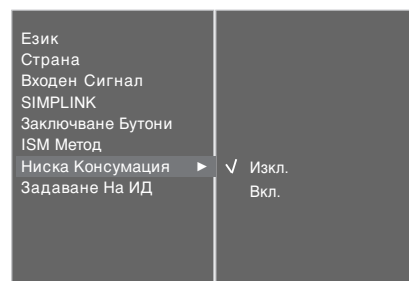 Език
Страна
Входен Сигнал
SIMPLINK
Заключване Бутони
ISM Метод
Ниска Консумация ► √ Изкл.
Задаване На ИД
Вкл.